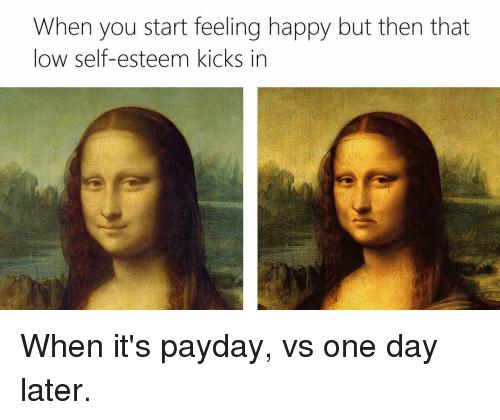 When you start feeling happy but then that
low self-esteem kicks in
When it's payday, vs one day
later.